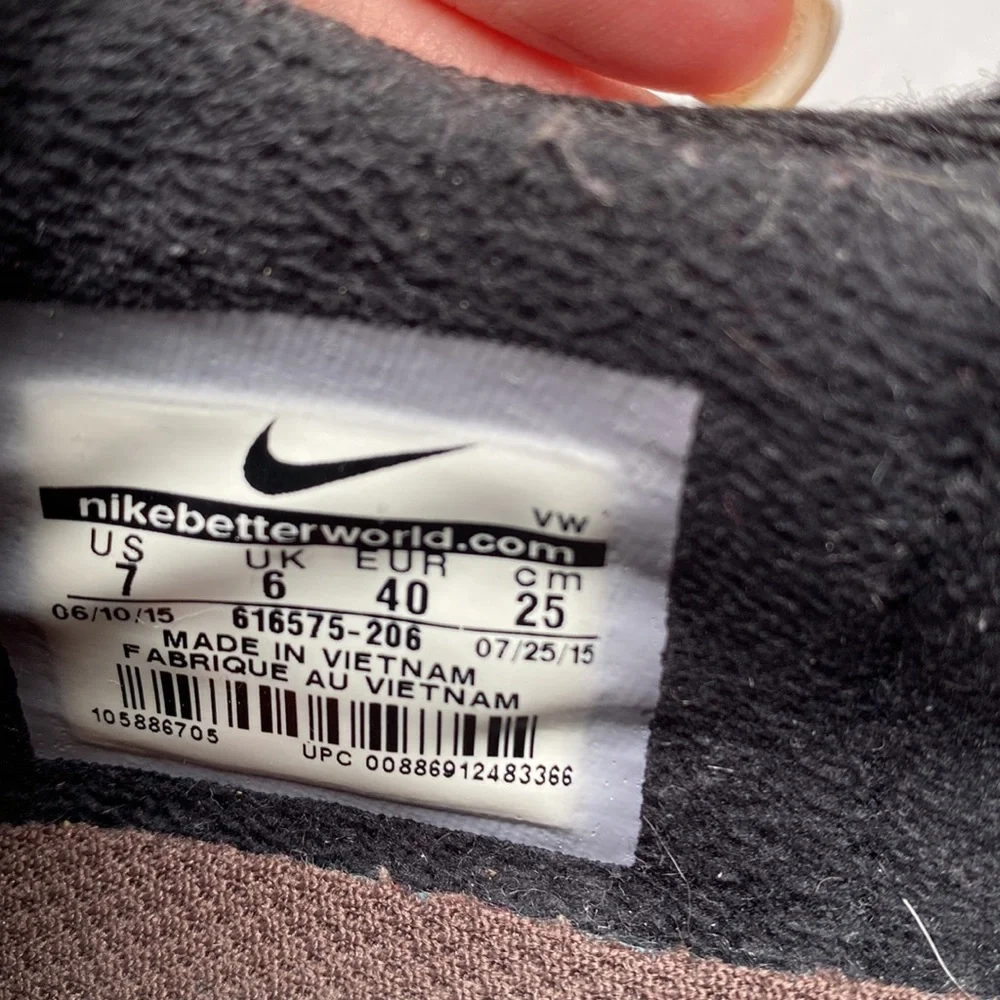 VW
nikebetterworld.com
US UK EUR cm
7 6 40 25
06/10/15 616575-206 07/25/15
MADE IN VIETNAM
FABRIQUE AU VIETNAM
105886705
UPC 00886912483366